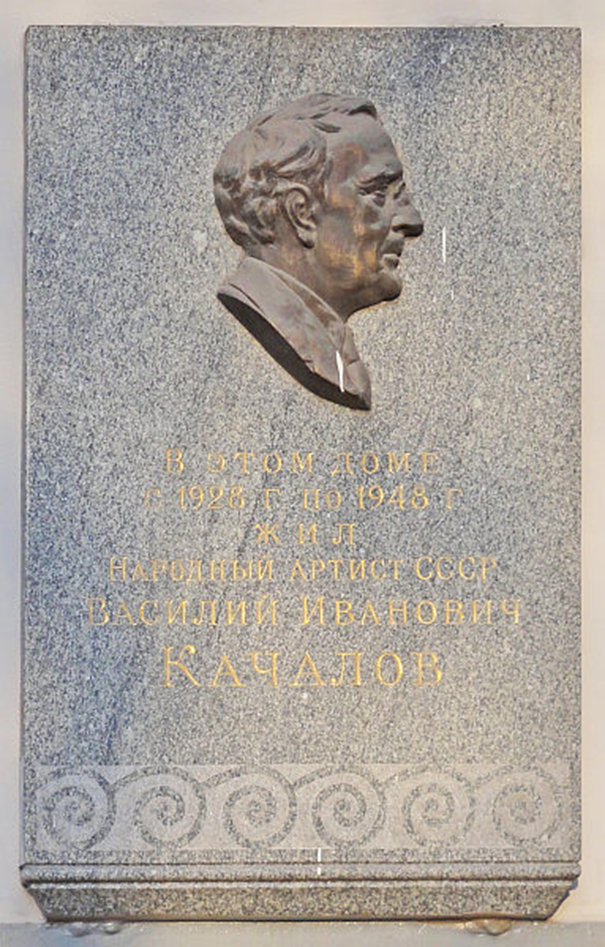 В ЭТОМ ДОМЕ
С 1928 Г. ПО 1948 Г.
ЖИЛ
НАРОДНЫЙ АРТИСТ СССР
ВАСИЛИЙ ИВАНОВИЧ
КАЧАЛОВ